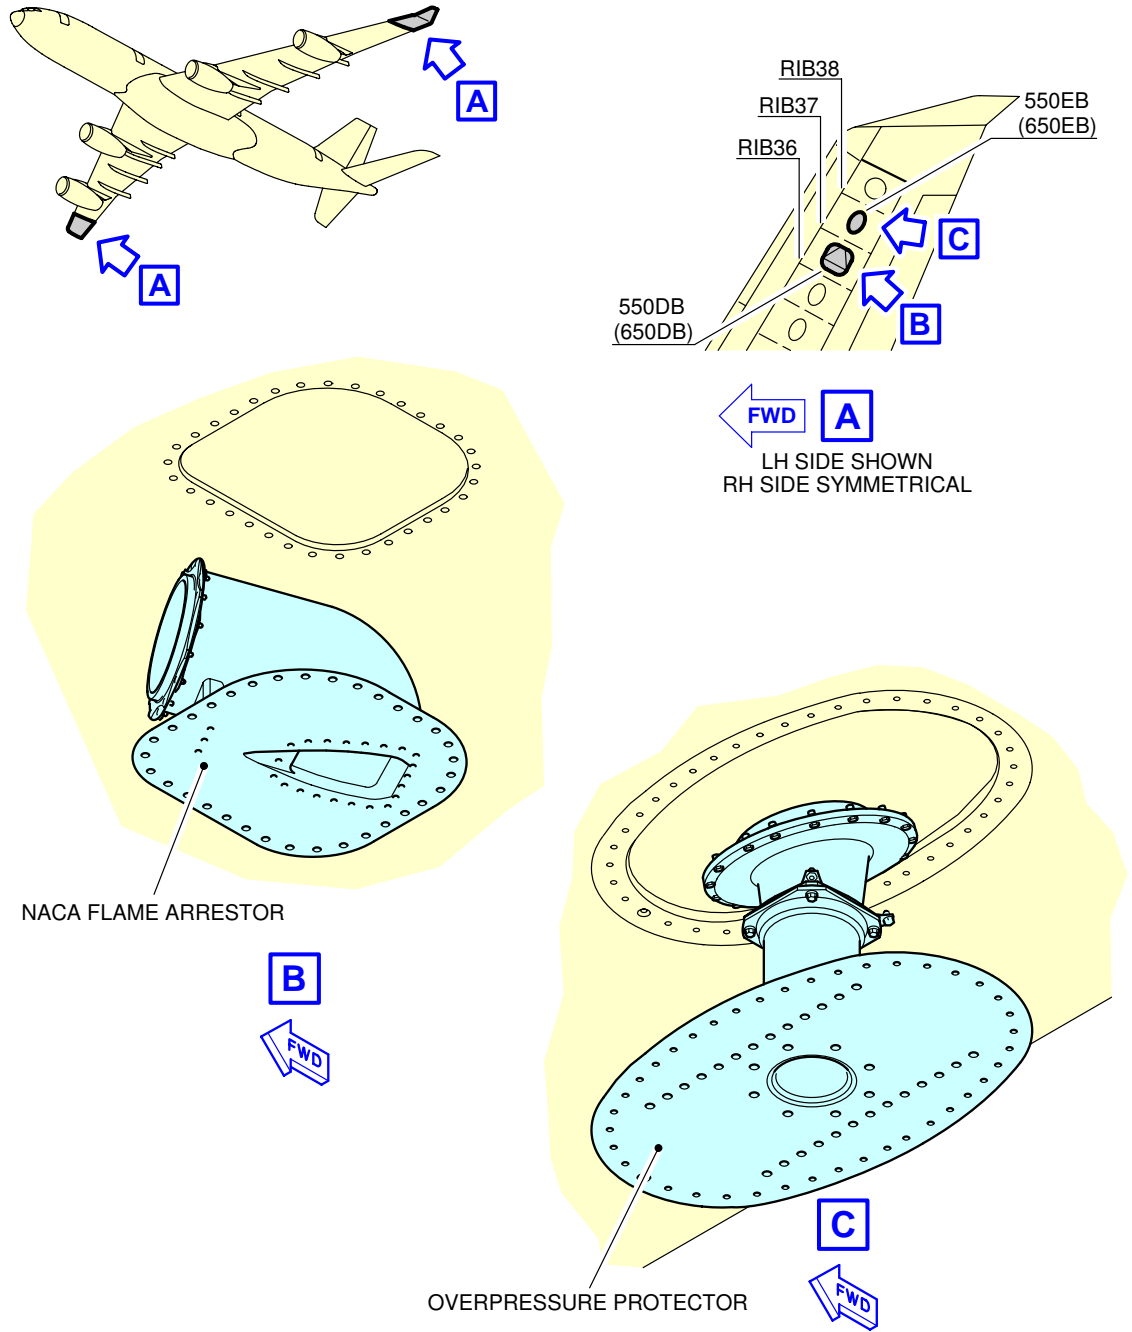 A
A
RIB38
RIB37
RIB36
550EB
(650EB)
C
B
550DB
(650DB)
FWD
A
LH SIDE SHOWN
RH SIDE SYMMETRICAL
NACA FLAME ARRESTOR
B
FWD
C
OVERPRESSURE PROTECTOR
FWD